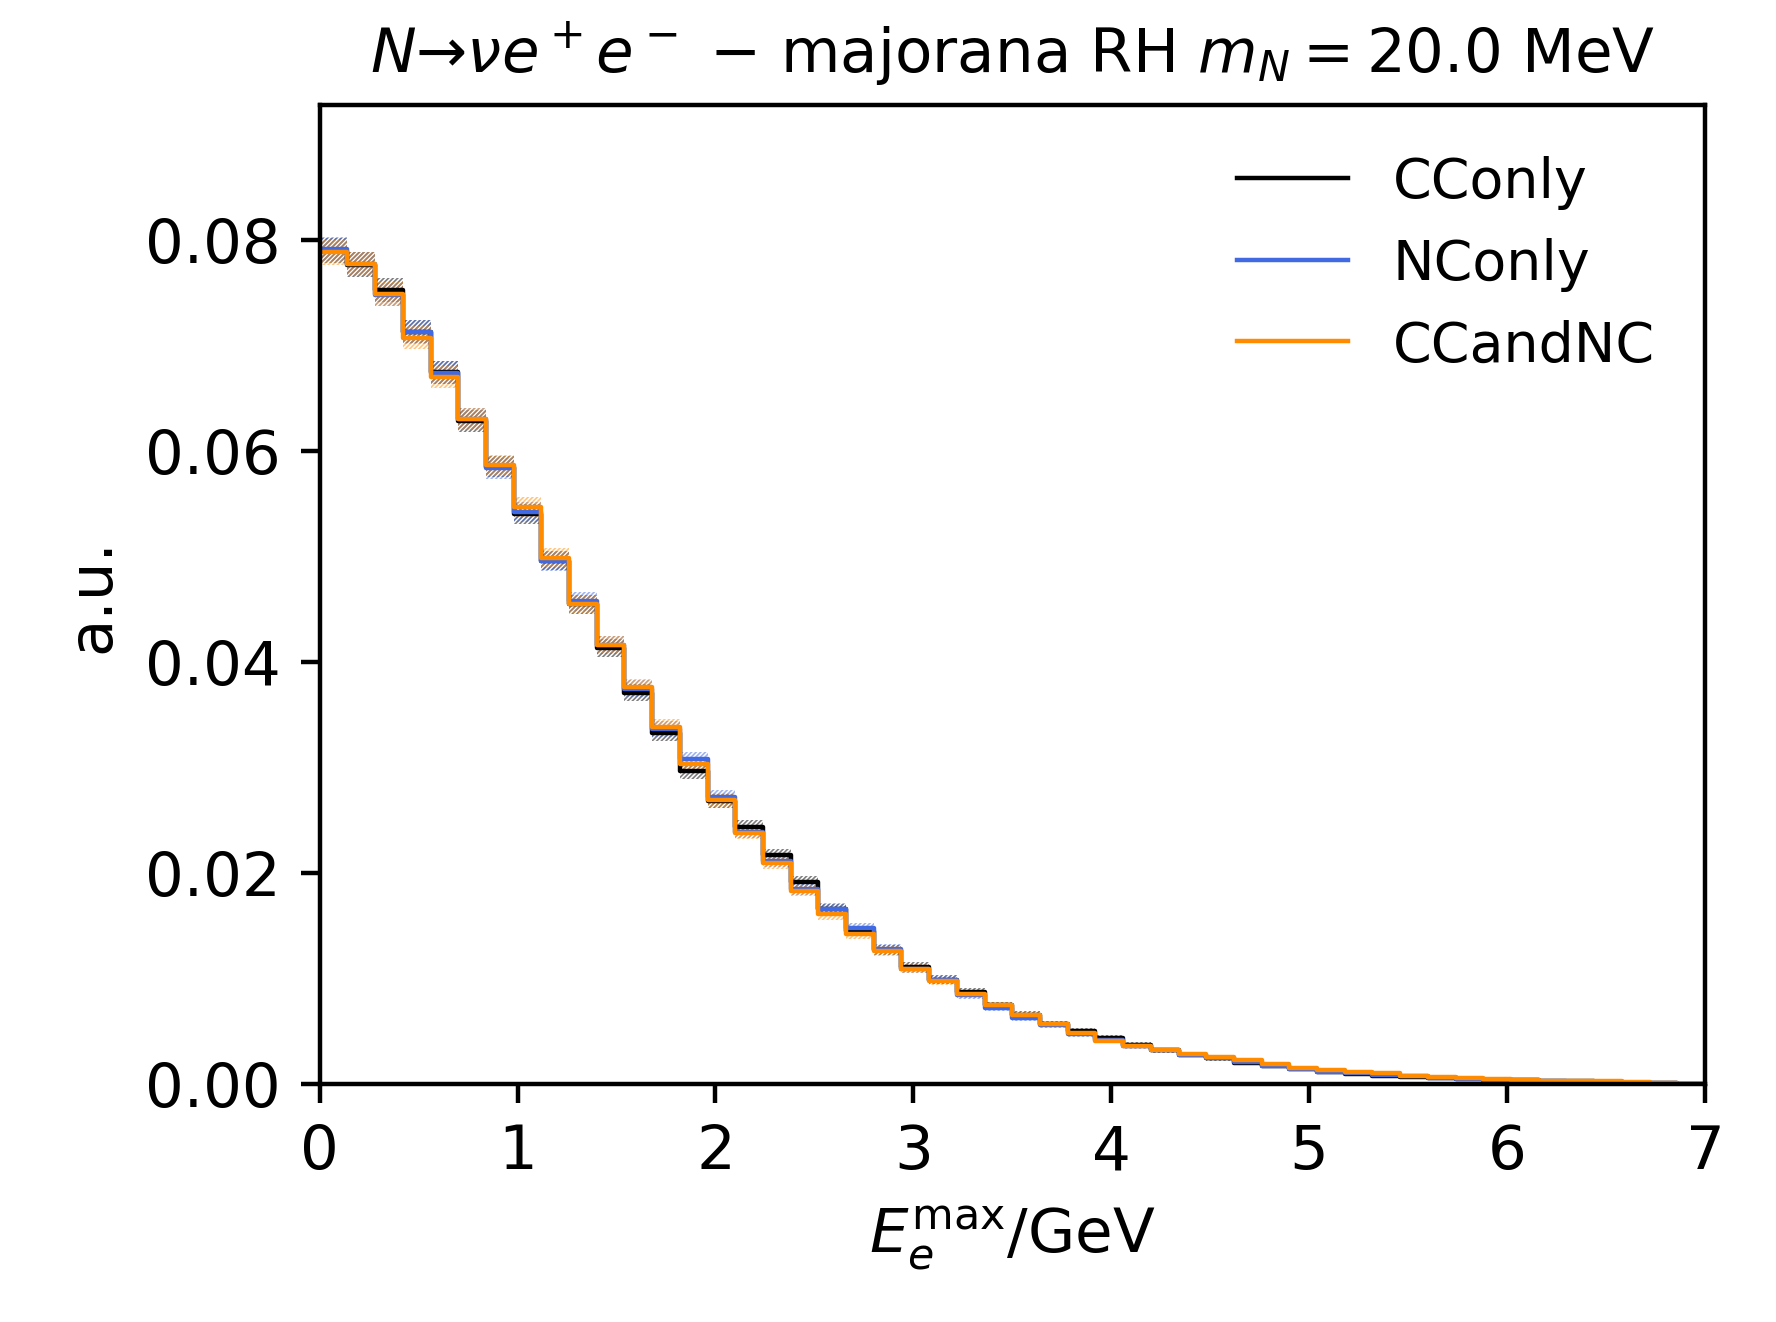 N→νe⁺e⁻ − majorana RH m_N = 20.0 MeV
CConly
NConly
CCandNC
0.08
0.06
0.04
0.02
0.00
a.u.
0 1 2 3 4 5 6 7
E_e^max/GeV